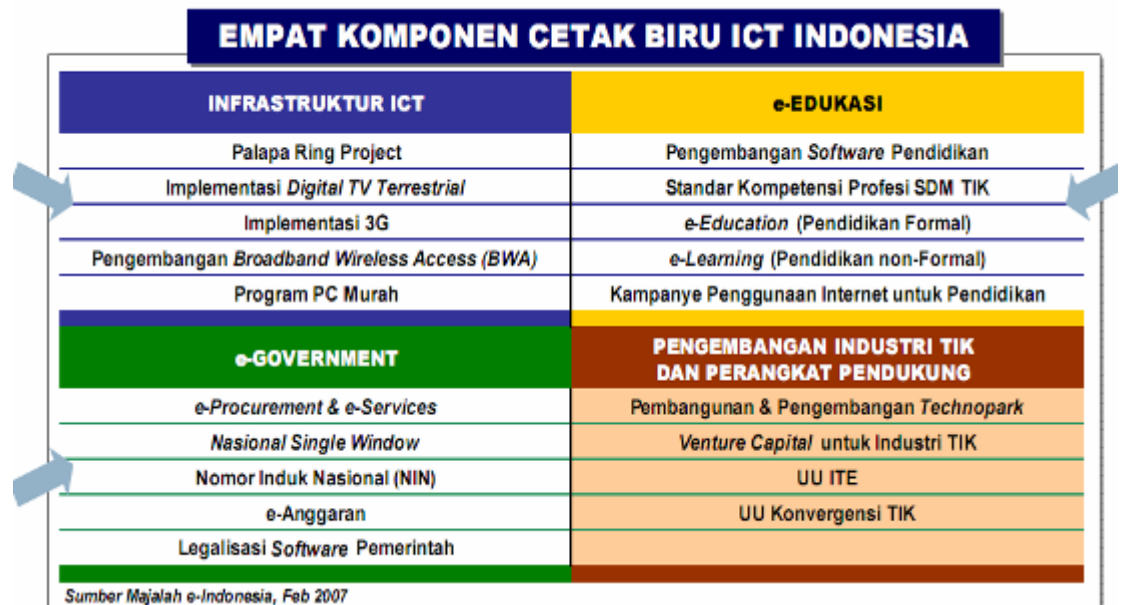 EMPAT KOMPONEN CETAK BIRU ICT INDONESIA
INFRASTRUKTUR ICT
Palapa Ring Project
Implementasi Digital TV Terrestrial
Implementasi 3G
Pengembangan Broadband Wireless Access (BWA)
Program PC Murah
e-EDUKASI
Pengembangan Software Pendidikan
Standar Kompetensi Profesi SDM TIK
e-Education (Pendidikan Formal)
e-Learning (Pendidikan non-Formal)
Kampanye Penggunaan Internet untuk Pendidikan
e-GOVERNMENT
e-Procurement & e-Services
Nasional Single Window
Nomor Induk Nasional (NIN)
e-Anggaran
Legalisasi Software Pemerintah
PENGEMBANGAN INDUSTRI TIK
DAN PERANGKAT PENDUKUNG
Pembangunan & Pengembangan Technopark
Venture Capital untuk Industri TIK
UU ITE
UU Konvergensi TIK
Sumber Majalah e-Indonesia, Feb 2007